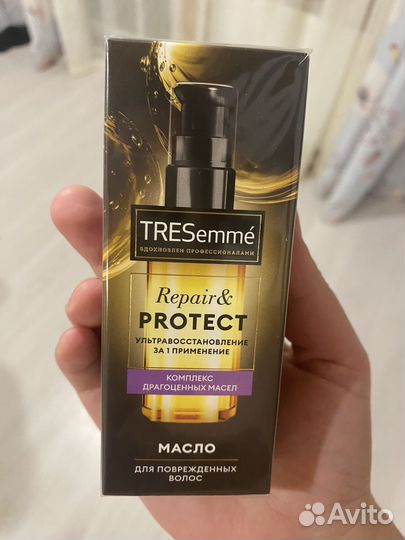 TRESemmé
ВДОХНОВЛЕН ПРОФЕССИОНАЛАМИ
Repair &
PROTECT
УЛЬТРАВОССТАНОВЛЕНИЕ
ЗА 1 ПРИМЕНЕНИЕ
КОМПЛЕКС
ДРАГОЦЕННЫХ МАСЕЛ
МАСЛО
ДЛЯ ПОВРЕЖДЕННЫХ
ВОЛОС
Avito